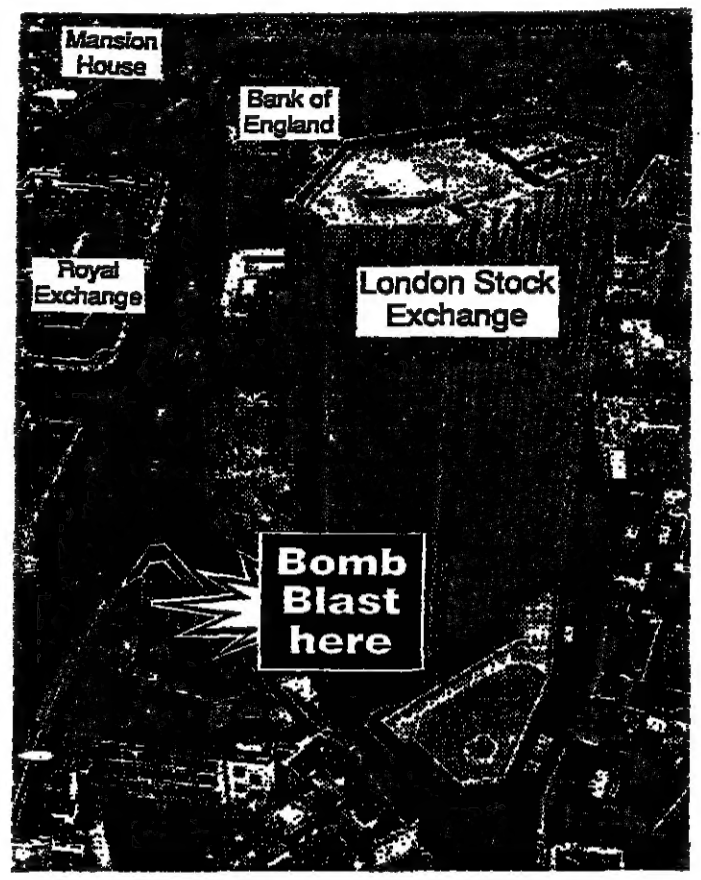 Mansion
House
Bank of
England
Royal
Exchange
London Stock
Exchange
Bomb
Blast
here